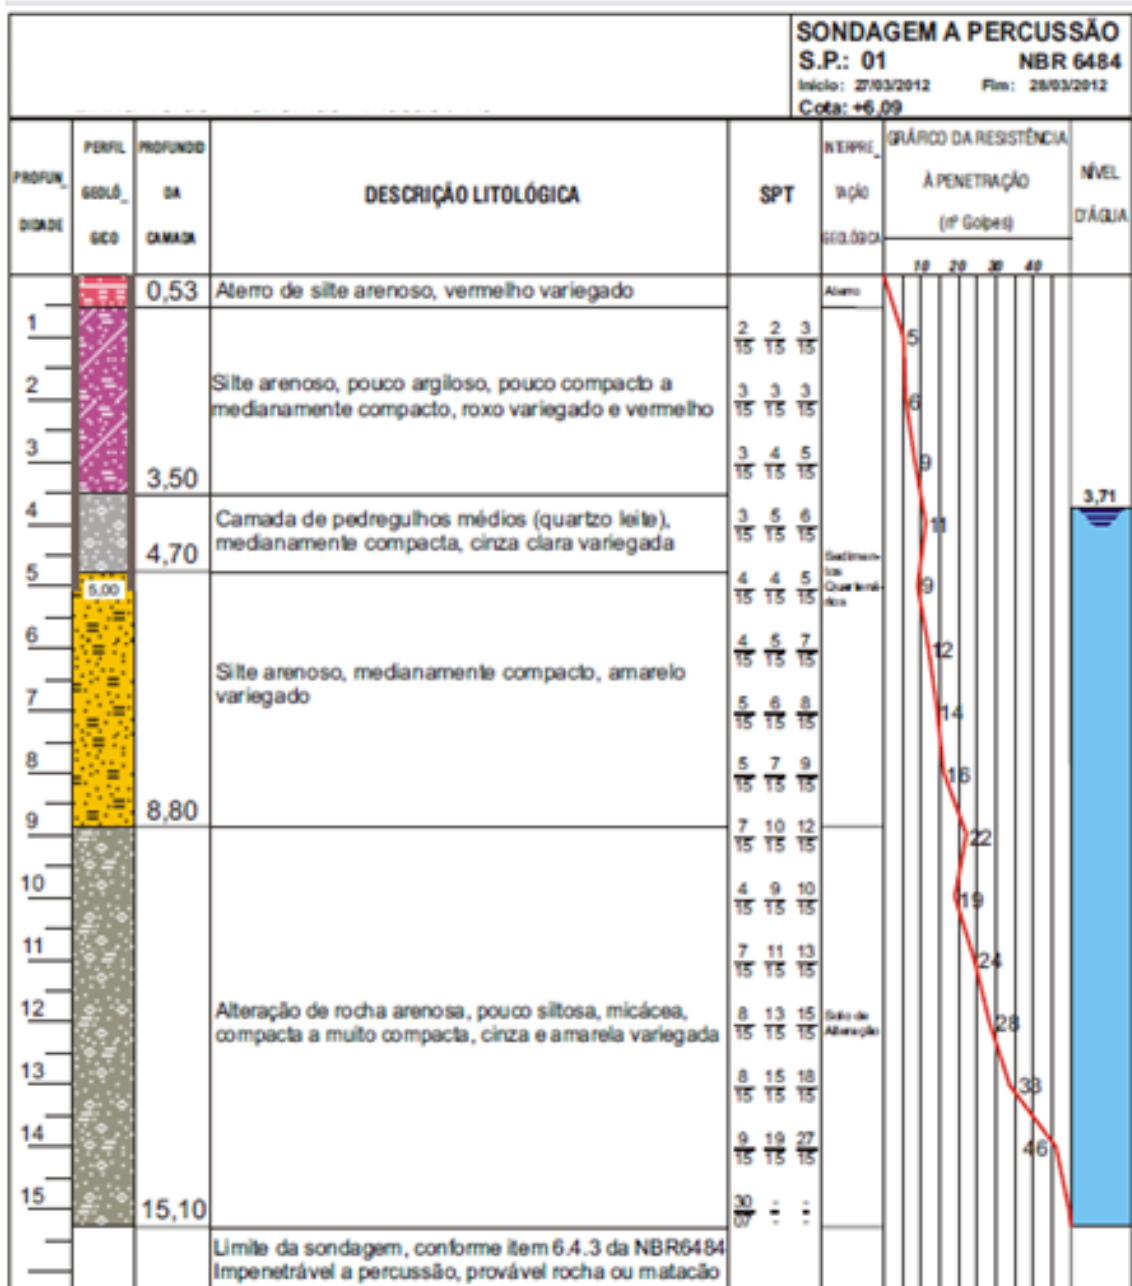 SONDAGEM A PERCUSSÃO
S.P.: 01 NBR 6484
Início: 27/03/2012 Fim: 28/03/2012
Cota: +6,09
PROFUN_
DIDADE
PERFIL
GEOLÓ_
GICO
PROFUNDID
DA
CAMADA
DESCRIÇÃO LITOLÓGICA
SPT
INTERPRE_
TAÇÃO
GEOLÓGICA
GRÁFICO DA RESISTÊNCIA
À PENETRAÇÃO
(nº Golpes)
10 20 30 40
NÍVEL
D'ÁGUA
0,53 Aterro de silte arenoso, vermelho variegado Aterro
1 2/15 2/15 3/15 5
Silte arenoso, pouco argiloso, pouco compacto a
medianamente compacto, roxo variegado e vermelho
2 3/15 3/15 3/15 6
3 3/15 4/15 5/15 9
3,50
3,71
4 3/15 5/15 6/15 11
Camada de pedregulhos médios (quartzo leite),
medianamente compacta, cinza clara variegada
4,70
Sedimen-
tos
Quarterná-
rios
5 5,00 4/15 4/15 5/15 9
6 4/15 5/15 7/15 12
Silte arenoso, medianamente compacto, amarelo
variegado
7 5/15 6/15 8/15 14
8 5/15 7/15 9/15 16
8,80
9 7/15 10/15 12/15 22
10 4/15 9/15 10/15 19
11 7/15 11/15 13/15 24
Alteração de rocha arenosa, pouco siltosa, micácea,
compacta a muito compacta, cinza e amarela variegada
12 8/15 13/15 15/15 Solo de 28
Alteração
13 8/15 15/15 18/15 33
14 9/15 19/15 27/15 46
15 15,10 30/07 - - - -
Limite da sondagem, conforme item 6.4.3 da NBR6484
Impenetrável a percussão, provável rocha ou matacão